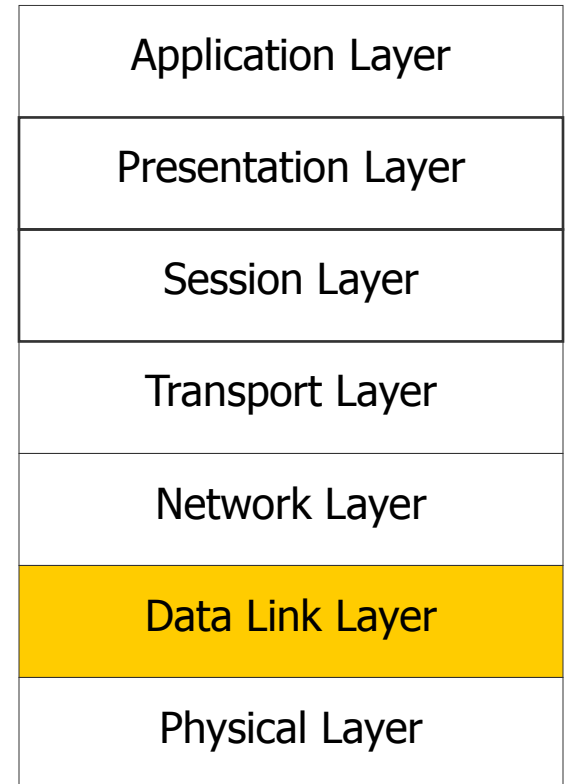 Application Layer
Presentation Layer
Session Layer
Transport Layer
Network Layer
Data Link Layer
Physical Layer